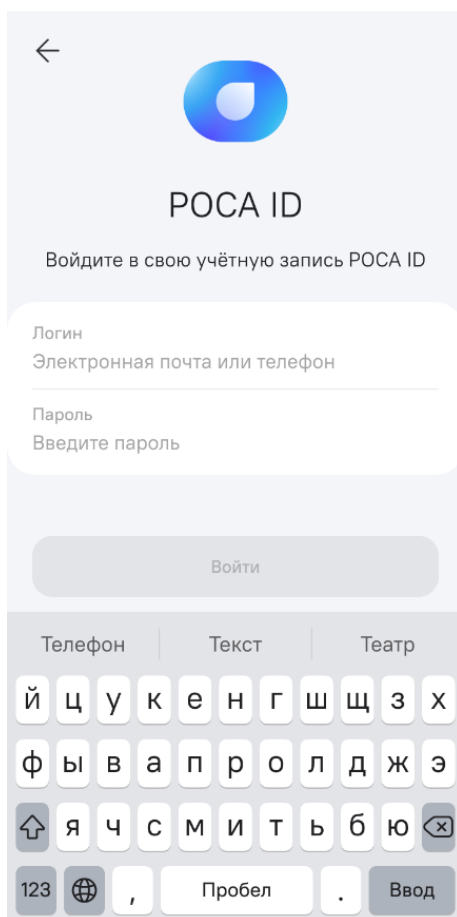 РОСА ID
Войдите в свою учётную запись РОСА ID
Логин
Электронная почта или телефон
Пароль
Введите пароль
Войти
Телефон Текст Театр
й ц у к е н г ш щ з х
ф ы в а п р о л д ж э
я ч с м и т ь б ю
123 , Пробел . Ввод